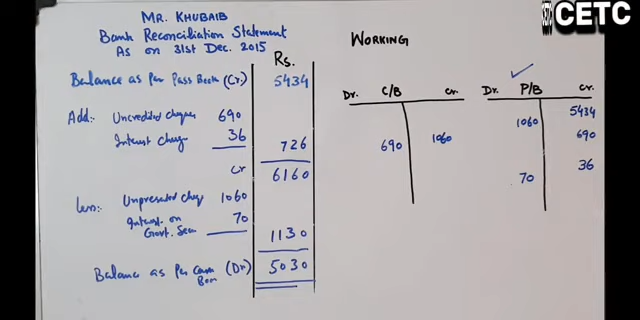 CETC
MR. KHUBAIB
Bank Reconciliation Statement
As on 31st Dec. 2015
Rs.
Balance as Per Pass Book (Cr) 5434
Add: Uncredited cheques 690
Interest charge 36 726
Cr 6160
Less: Unpresented cheq 1060
Interest on 70
Govt. Sec 1130
Balance as Per Cash (Dr) 5030
Book
Working
Dr. C/B Cr.
690 1060
Dr. P/B Cr.
5434
1060
690
36
70